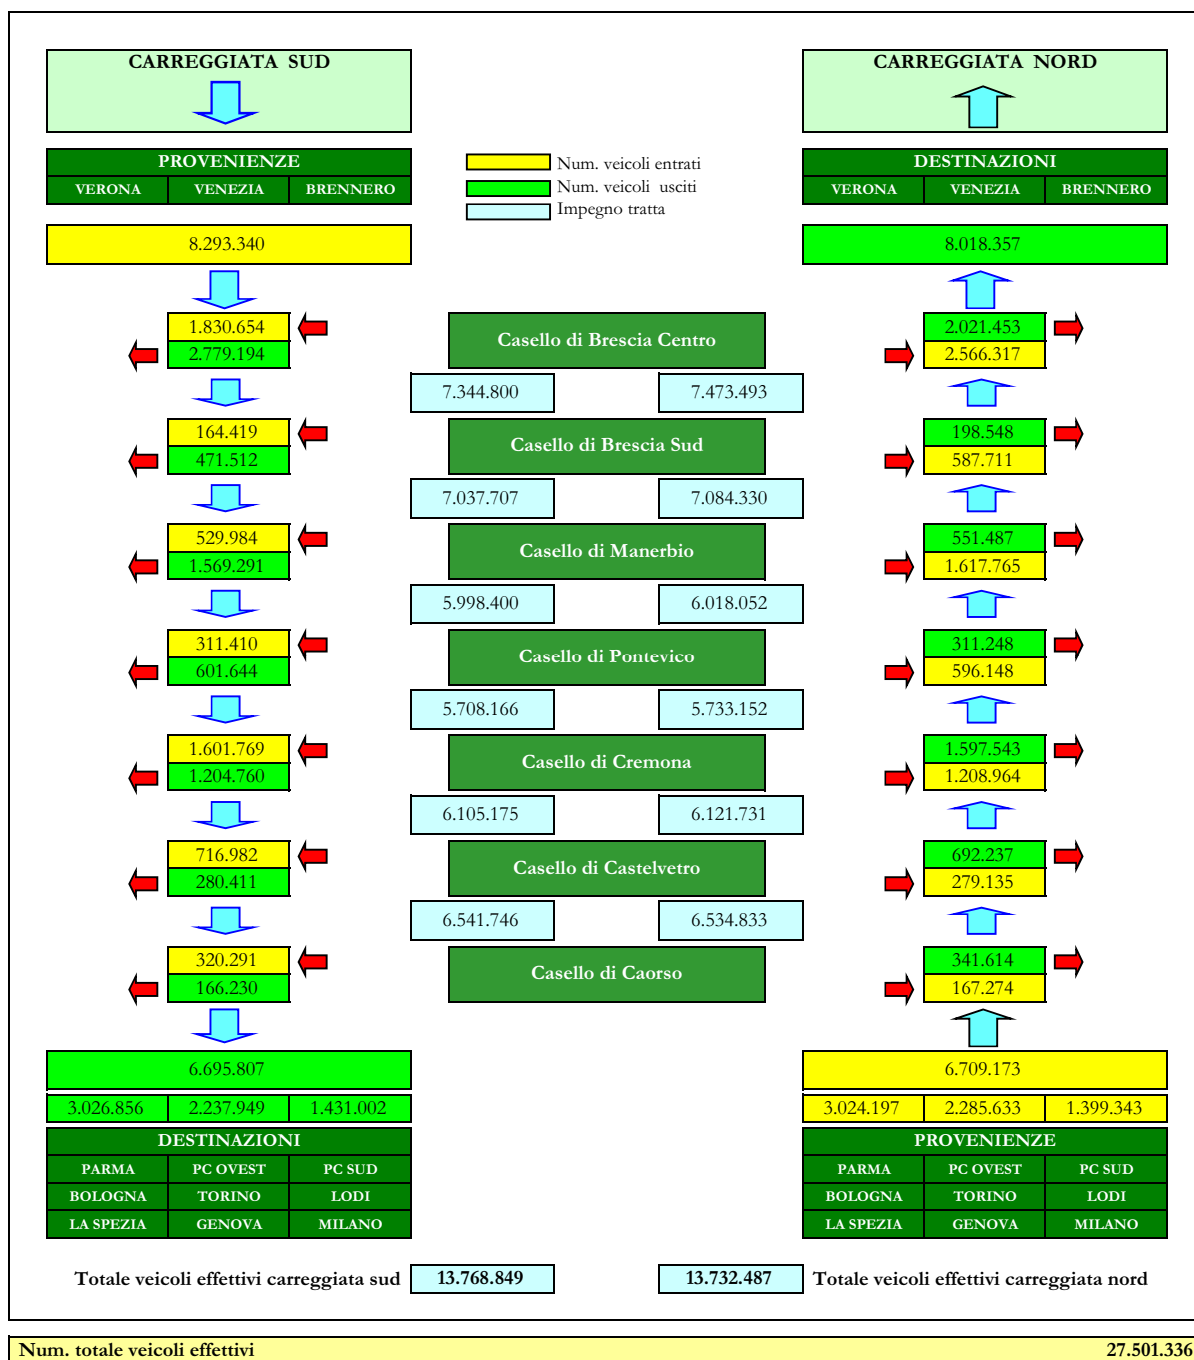 CARREGGIATA SUD
CARREGGIATA NORD
PROVENIENZE
DESTINAZIONI
VERONA VENEZIA BRENNERO
VERONA VENEZIA BRENNERO
Num. veicoli entrati
Num. veicoli usciti
Impegno tratta
8.293.340
8.018.357
1.830.654
2.779.194
Casello di Brescia Centro
2.021.453
2.566.317
7.344.800 7.473.493
164.419
471.512
Casello di Brescia Sud
198.548
587.711
7.037.707 7.084.330
529.984
1.569.291
Casello di Manerbio
551.487
1.617.765
5.998.400 6.018.052
311.410
601.644
Casello di Pontevico
311.248
596.148
5.708.166 5.733.152
1.601.769
1.204.760
Casello di Cremona
1.597.543
1.208.964
6.105.175 6.121.731
716.982
280.411
Casello di Castelvetro
692.237
279.135
6.541.746 6.534.833
320.291
166.230
Casello di Caorso
341.614
167.274
6.695.807
6.709.173
3.026.856 2.237.949 1.431.002
3.024.197 2.285.633 1.399.343
DESTINAZIONI
PROVENIENZE
PARMA PC OVEST PC SUD
PARMA PC OVEST PC SUD
BOLOGNA TORINO LODI
BOLOGNA TORINO LODI
LA SPEZIA GENOVA MILANO
LA SPEZIA GENOVA MILANO
Totale veicoli effettivi carreggiata sud 13.768.849
13.732.487 Totale veicoli effettivi carreggiata nord
Num. totale veicoli effettivi 27.501.336